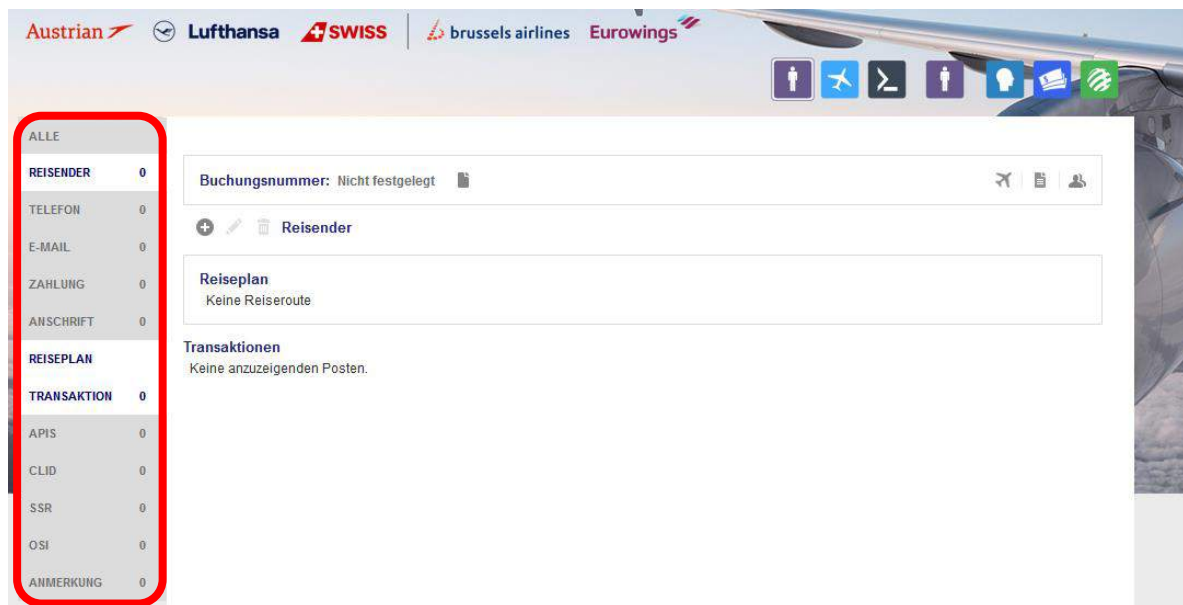 Austrian Lufthansa SWISS brussels airlines Eurowings
ALLE
REISENDER 0
TELEFON 0
E-MAIL 0
ZAHLUNG 0
ANSCHRIFT 0
REISEPLAN
TRANSAKTION 0
APIS 0
CLID 0
SSR 0
OSI 0
ANMERKUNG 0
Buchungsnummer: Nicht festgelegt
Reisender
Reiseplan
Keine Reiseroute
Transaktionen
Keine anzuzeigenden Posten.